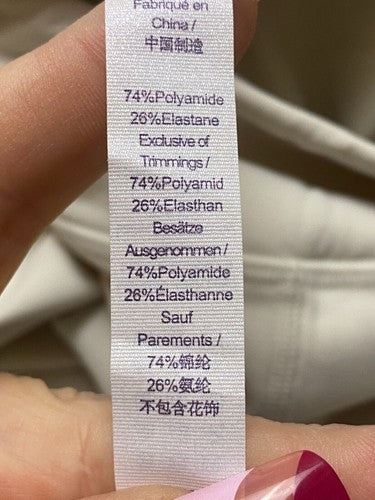 Fabriqué en
China /
中国制造
74%Polyamide
26%Elastane
Exclusive of
Trimmings /
74%Polyamid
26%Elasthan
Besätze
Ausgenommen /
74%Polyamide
26%Élasthanne
Sauf
Parements /
74%锦纶
26%氨纶
不包含花饰